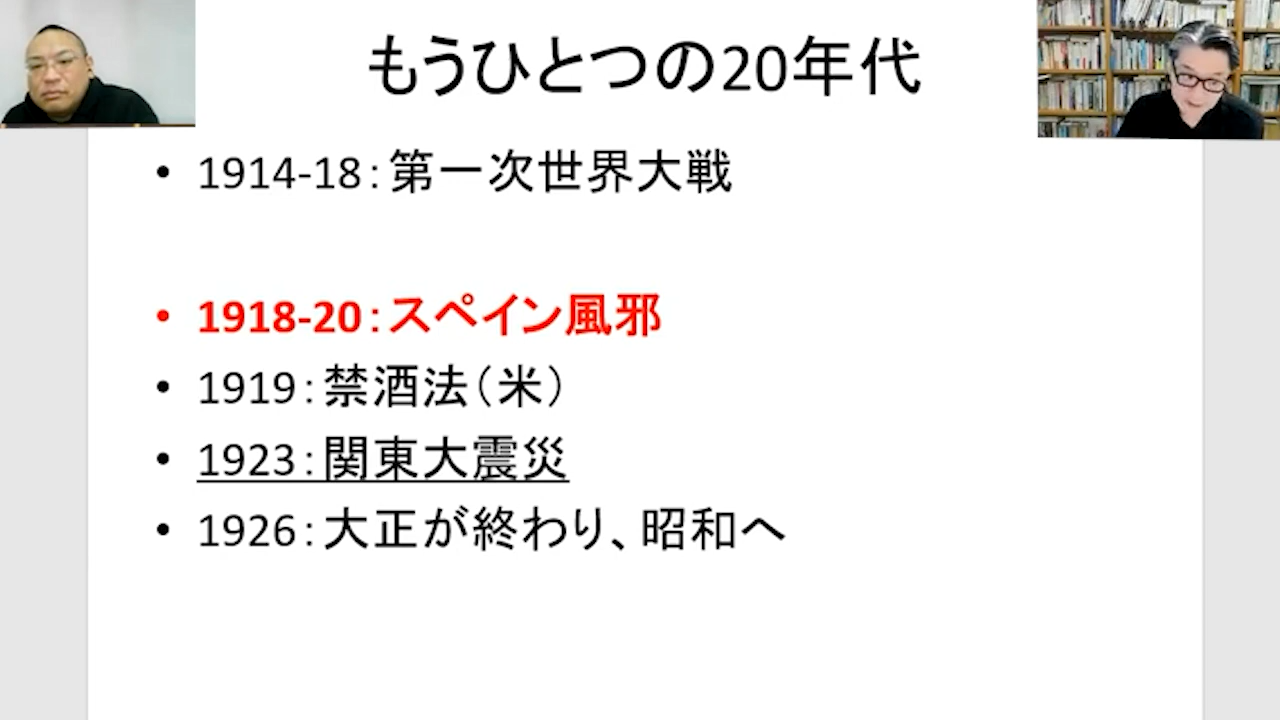 もうひとつの20年代
• 1914-18：第一次世界大戦
• 1918-20：スペイン風邪
• 1919：禁酒法（米）
• 1923：関東大震災
• 1926：大正が終わり、昭和へ